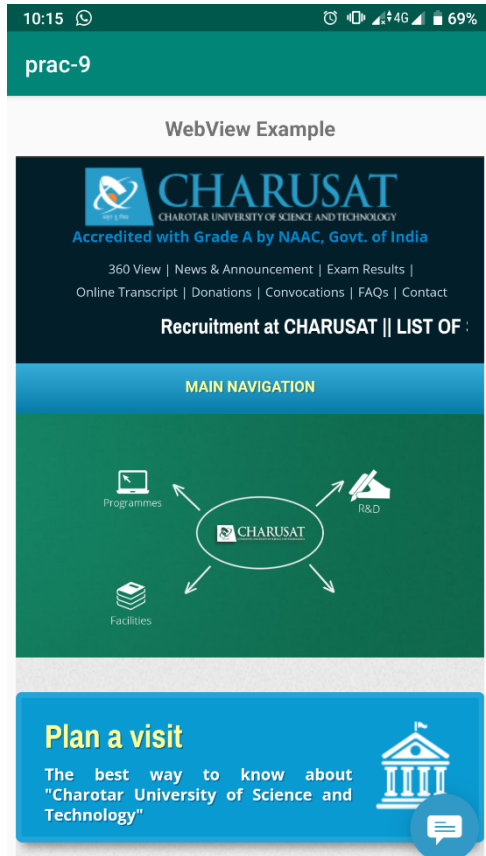 10:15 4G 69%
prac-9
WebView Example
CHARUSAT
CHAROTAR UNIVERSITY OF SCIENCE AND TECHNOLOGY
Accredited with Grade A by NAAC, Govt. of India
360 View | News & Announcement | Exam Results |
Online Transcript | Donations | Convocations | FAQs | Contact
Recruitment at CHARUSAT || LIST OF
MAIN NAVIGATION
Programmes
R&D
CHARUSAT
Facilities
Plan a visit
The best way to know about
"Charotar University of Science and
Technology"